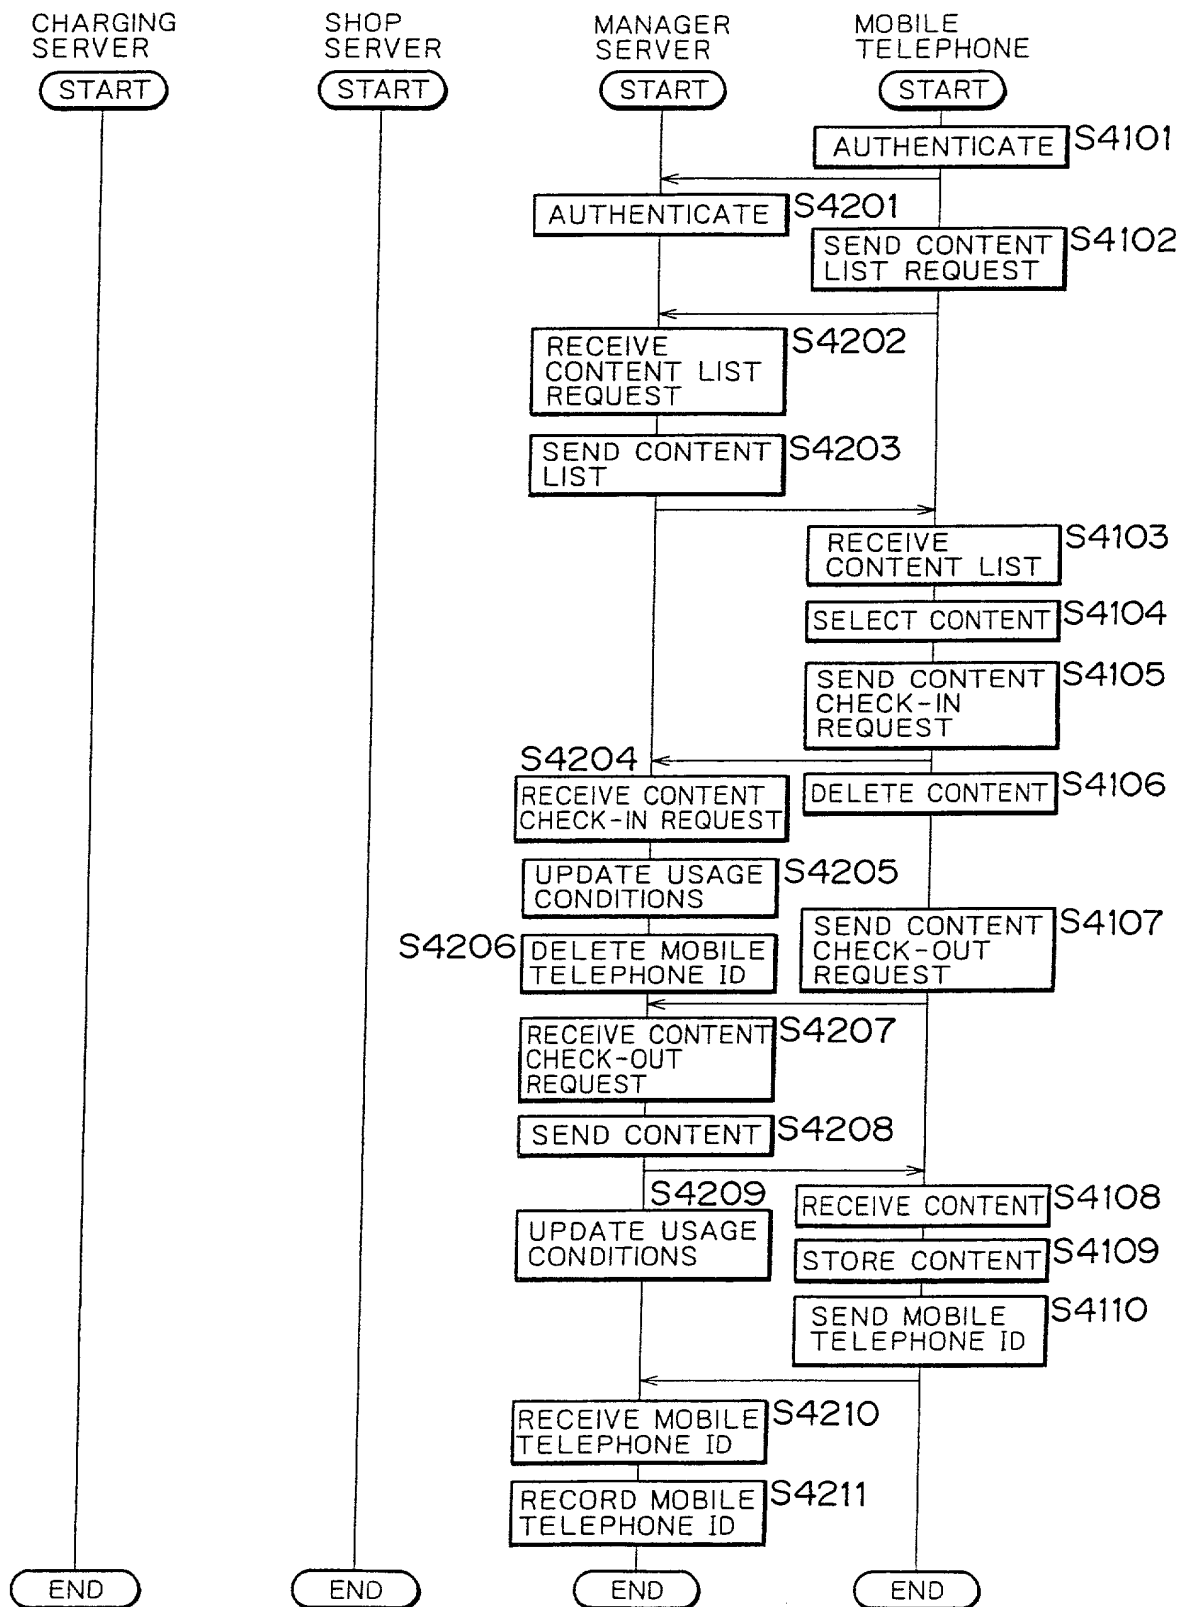 CHARGING
SERVER
SHOP
SERVER
MANAGER
SERVER
MOBILE
TELEPHONE
START
START
START
START
AUTHENTICATE
S4101
AUTHENTICATE
S4201
SEND CONTENT
LIST REQUEST
S4102
RECEIVE
CONTENT LIST
REQUEST
S4202
SEND CONTENT
LIST
S4203
RECEIVE
CONTENT LIST
S4103
SELECT CONTENT
S4104
SEND CONTENT
CHECK-IN
REQUEST
S4105
S4204
RECEIVE CONTENT
CHECK-IN REQUEST
DELETE CONTENT
S4106
UPDATE USAGE
CONDITIONS
S4205
SEND CONTENT
CHECK-OUT
REQUEST
S4107
S4206
DELETE MOBILE
TELEPHONE ID
RECEIVE CONTENT
CHECK-OUT
REQUEST
S4207
SEND CONTENT
S4208
S4209
UPDATE USAGE
CONDITIONS
RECEIVE CONTENT
S4108
STORE CONTENT
S4109
SEND MOBILE
TELEPHONE ID
S4110
RECEIVE MOBILE
TELEPHONE ID
S4210
RECORD MOBILE
TELEPHONE ID
S4211
END
END
END
END